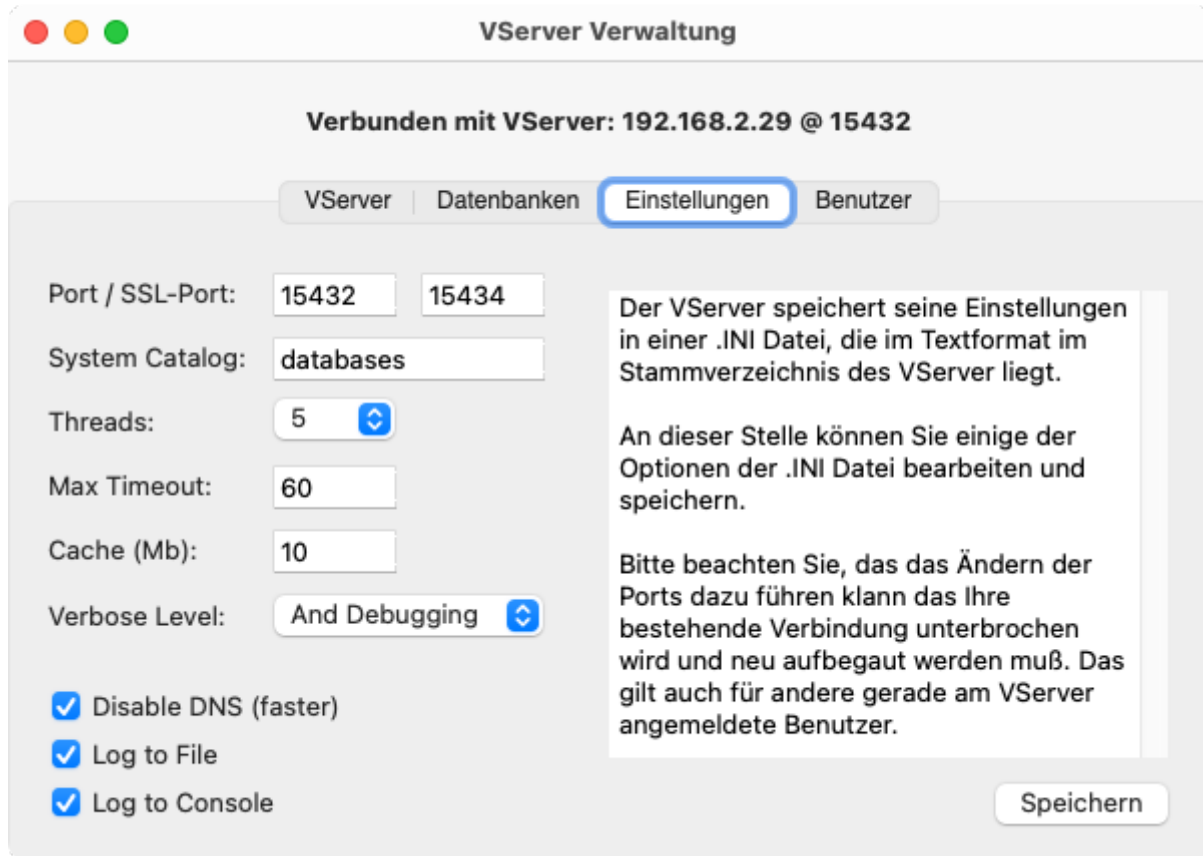 VServer Verwaltung
Verbunden mit VServer: 192.168.2.29 @ 15432
VServer Datenbanken Einstellungen Benutzer
Port / SSL-Port: 15432 15434
System Catalog: databases
Threads: 5
Max Timeout: 60
Cache (Mb): 10
Verbose Level: And Debugging
Disable DNS (faster)
Log to File
Log to Console
Der VServer speichert seine Einstellungen
in einer .INI Datei, die im Textformat im
Stammverzeichnis des VServer liegt.
An dieser Stelle können Sie einige der
Optionen der .INI Datei bearbeiten und
speichern.
Bitte beachten Sie, das das Ändern der
Ports dazu führen klann das Ihre
bestehende Verbindung unterbrochen
wird und neu aufbegaut werden muß. Das
gilt auch für andere gerade am VServer
angemeldete Benutzer.
Speichern